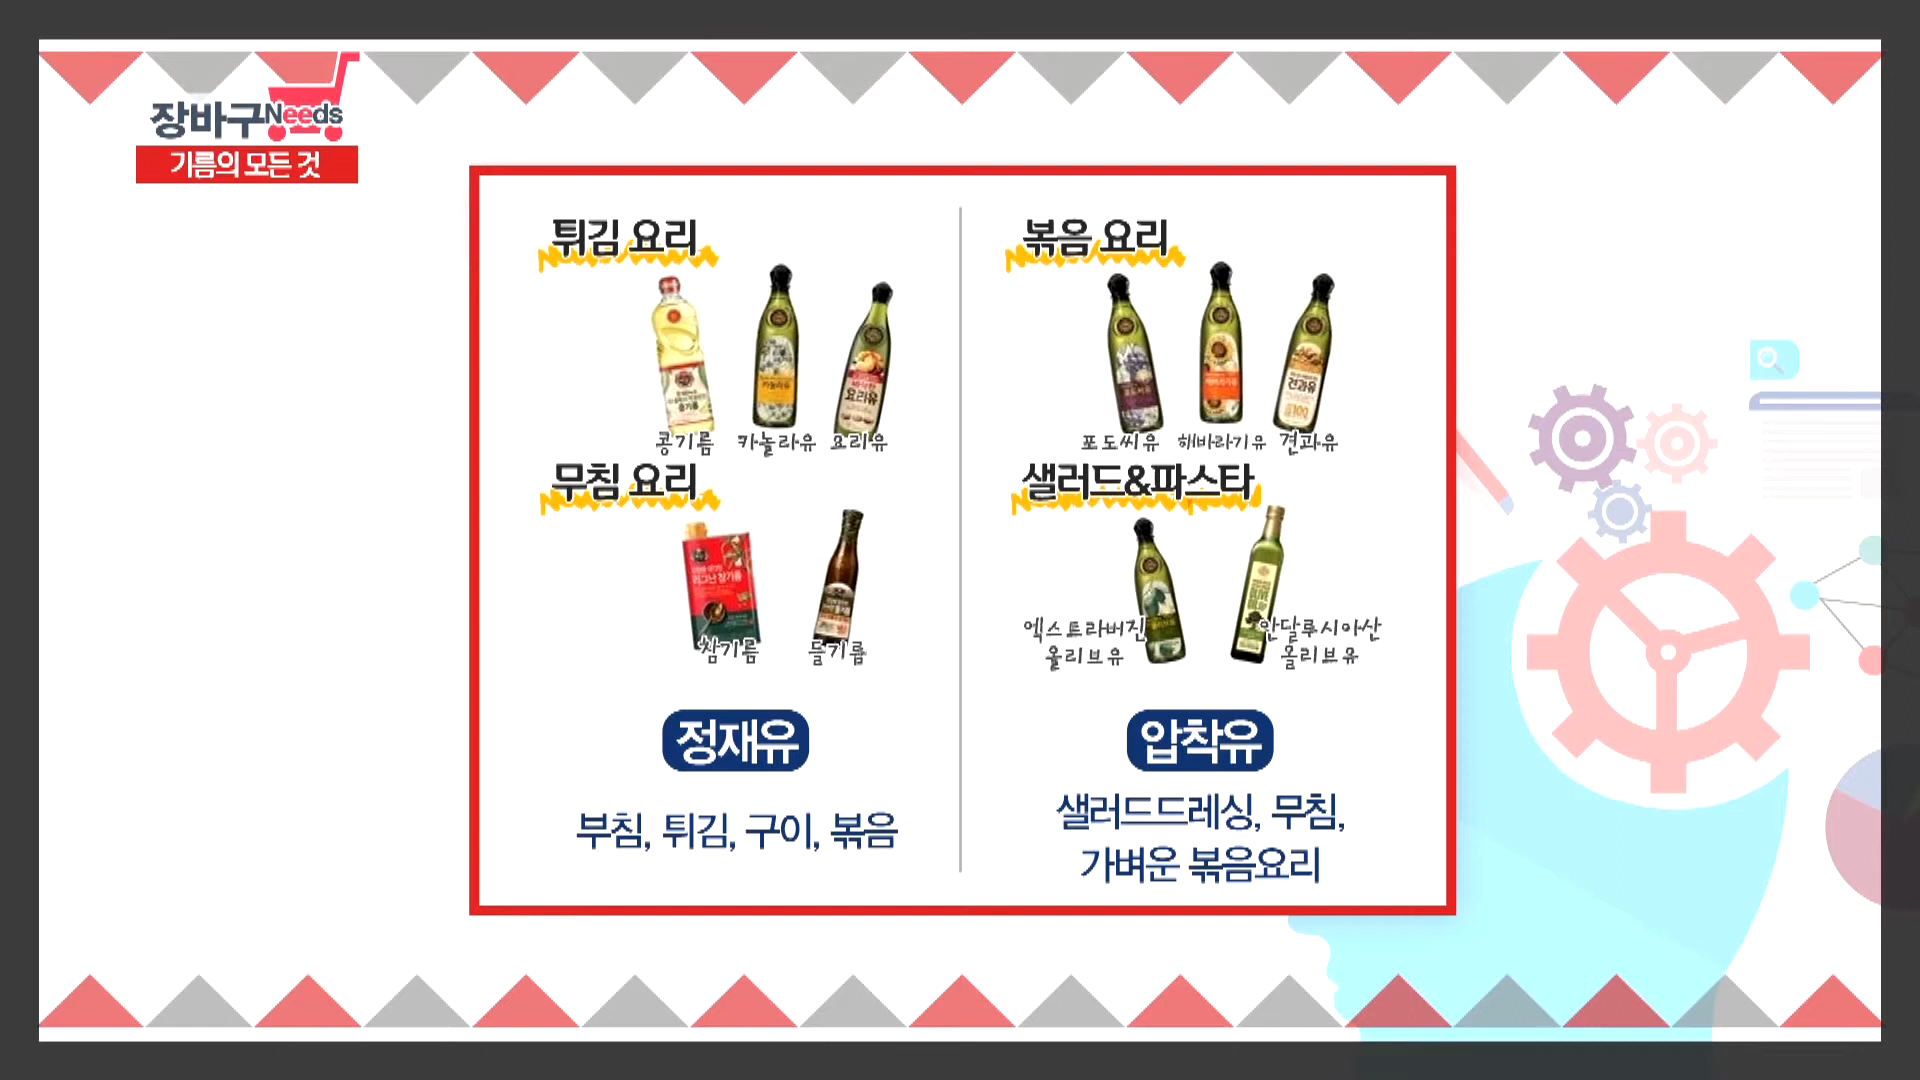 장바구Needs
기름의 모든 것
튀김 요리
콩기름 카놀라유 요리유
무침 요리
참기름 들기름
정재유
부침, 튀김, 구이, 볶음
볶음 요리
포도씨유 해바라기유 견과유
샐러드&파스타
엑스트라버진
올리브유
안달루시아산
올리브유
압착유
샐러드드레싱, 무침,
가벼운 볶음요리